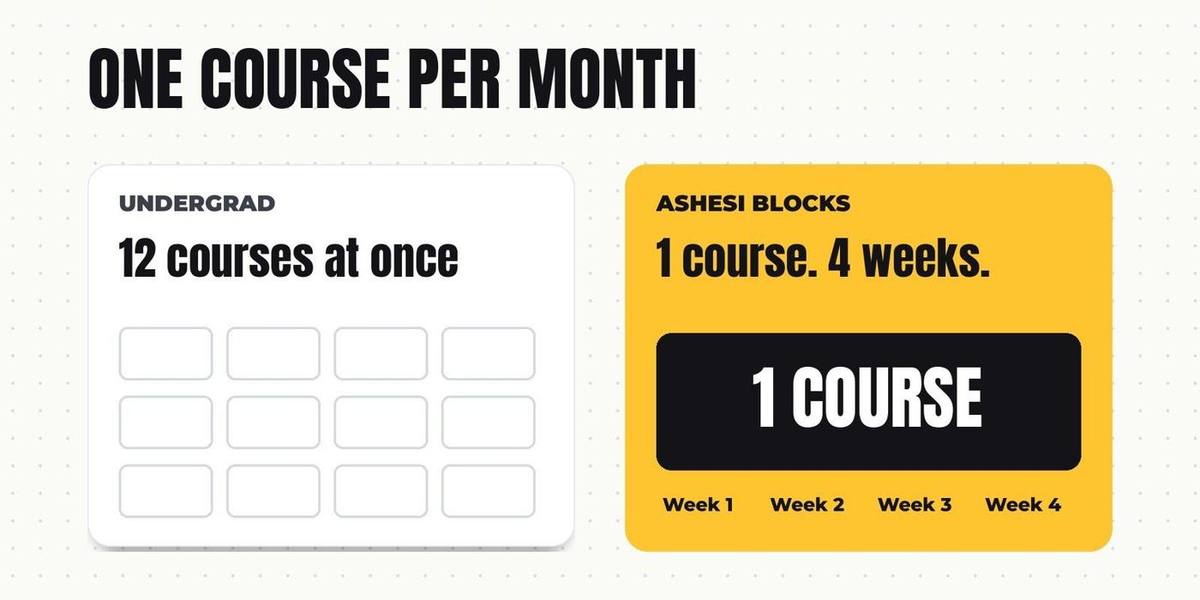 ONE COURSE PER MONTH
UNDERGRAD
12 courses at once
ASHESI BLOCKS
1 course. 4 weeks.
1 COURSE
Week 1 Week 2 Week 3 Week 4